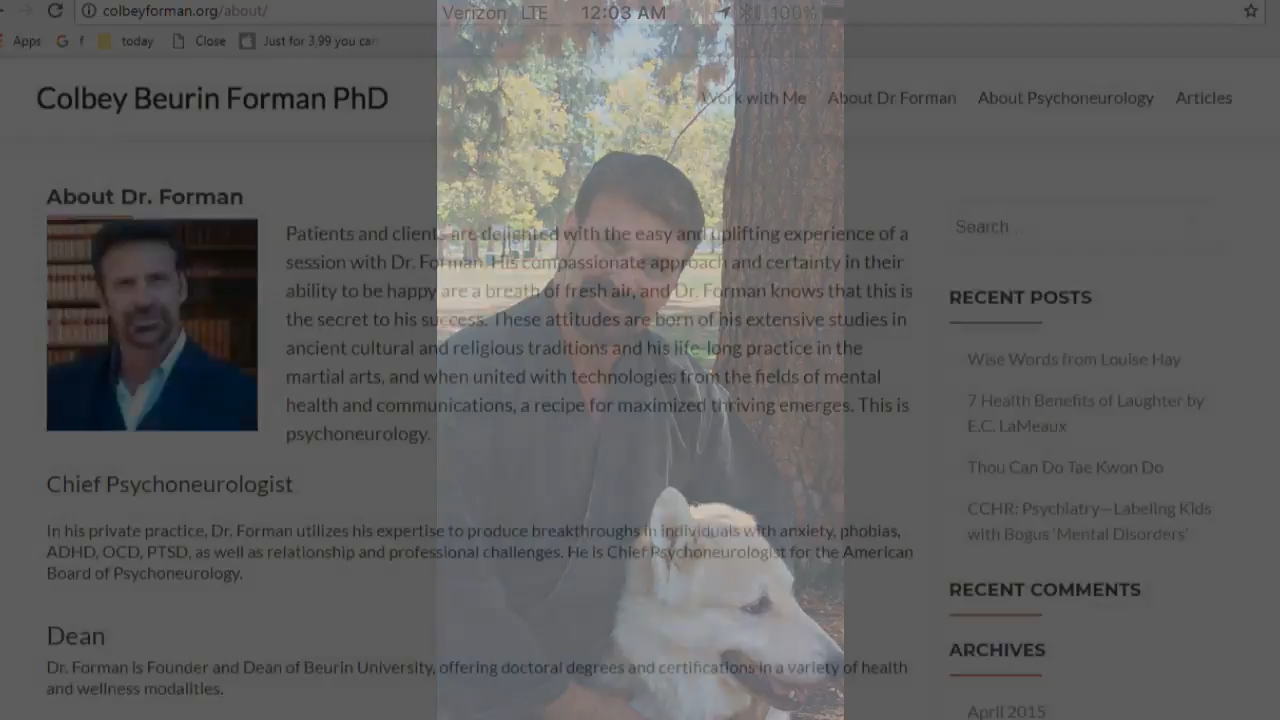 colbeyforman.org/about/
Verizon LTE 12:03 AM 100%
Apps G f today Close Just for 3,99 you can
Colbey Beurin Forman PhD
Work with Me About Dr Forman About Psychoneurology Articles
About Dr. Forman
Patients and clients are delighted with the easy and uplifting experience of a
session with Dr. Forman. His compassionate approach and certainty in their
ability to be happy are a breath of fresh air, and Dr. Forman knows that this is
the secret to his success. These attitudes are born of his extensive studies in
ancient cultural and religious traditions and his life-long practice in the
martial arts, and when united with technologies from the fields of mental
health and communications, a recipe for maximized thriving emerges. This is
psychoneurology.
Chief Psychoneurologist
In his private practice, Dr. Forman utilizes his expertise to produce breakthroughs in individuals with anxiety, phobias,
ADHD, OCD, PTSD, as well as relationship and professional challenges. He is Chief Psychoneurologist for the American
Board of Psychoneurology.
Dean
Dr. Forman is Founder and Dean of Beurin University, offering doctoral degrees and certifications in a variety of health
and wellness modalities.
Search ...
RECENT POSTS
Wise Words from Louise Hay
7 Health Benefits of Laughter by
E.C. LaMeaux
Thou Can Do Tae Kwon Do
CCHR: Psychiatry—Labeling Kids
with Bogus ‘Mental Disorders’
RECENT COMMENTS
ARCHIVES
April 2015